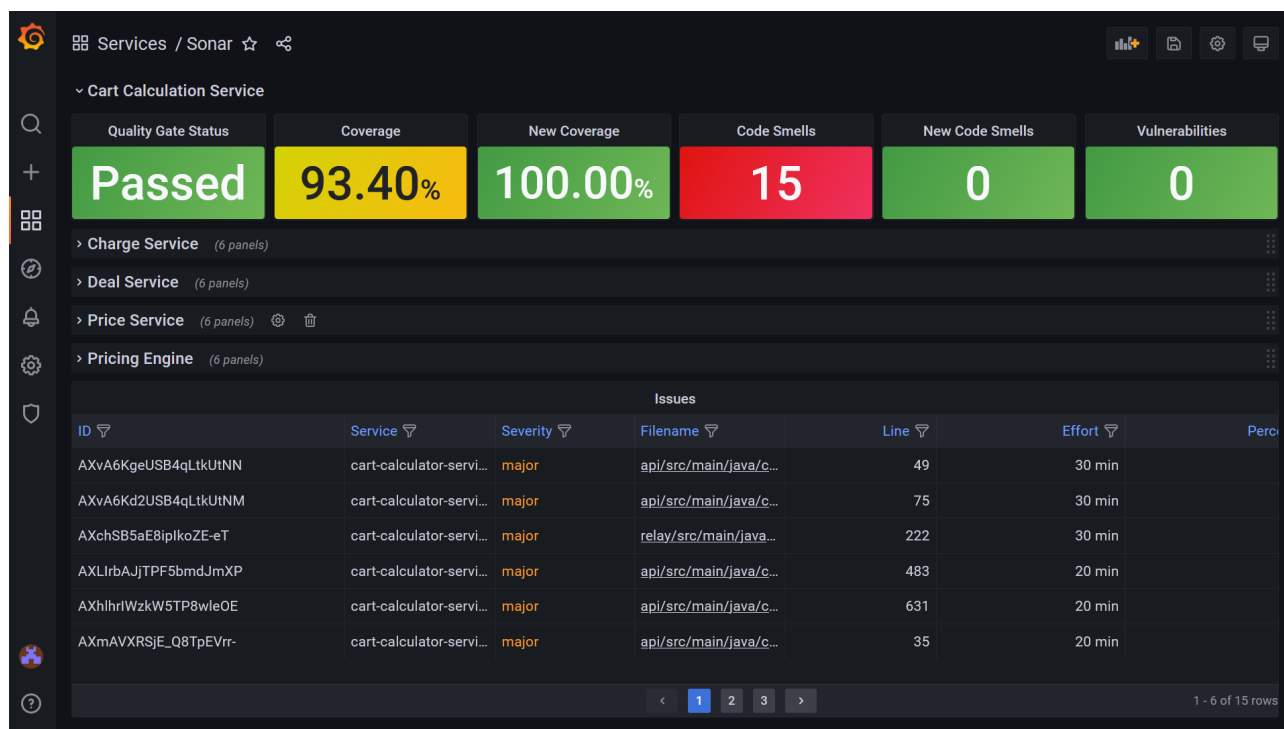 Services / Sonar
Cart Calculation Service
Quality Gate Status Coverage New Coverage Code Smells New Code Smells Vulnerabilities
Passed 93.40% 100.00% 15 0 0
Charge Service (6 panels)
Deal Service (6 panels)
Price Service (6 panels)
Pricing Engine (6 panels)
Issues
ID Service Severity Filename Line Effort Perc
AXvA6KgeUSB4qLtkUtNN cart-calculator-servi... major api/src/main/java/c... 49 30 min
AXvA6Kd2USB4qLtkUtNM cart-calculator-servi... major api/src/main/java/c... 75 30 min
AXchSB5aE8ipIkoZE-eT cart-calculator-servi... major relay/src/main/java... 222 30 min
AXLIrbAJjTPF5bmdJmXP cart-calculator-servi... major api/src/main/java/c... 483 20 min
AXhlhrIWzkW5TP8wleOE cart-calculator-servi... major api/src/main/java/c... 631 20 min
AXmAVXRSjE_Q8TpEVrr- cart-calculator-servi... major api/src/main/java/c... 35 20 min
1 2 3 1 - 6 of 15 rows